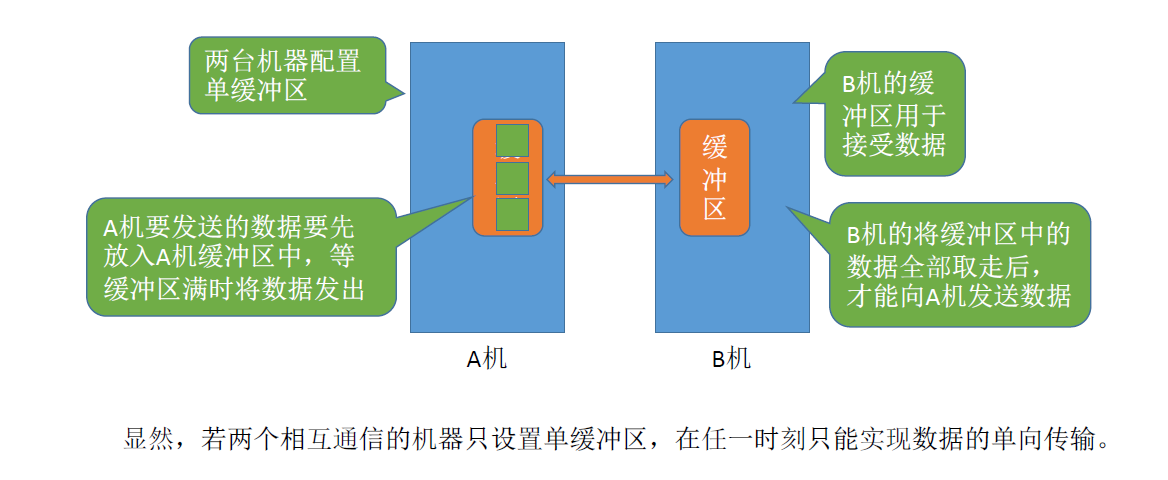 两台机器配置
单缓冲区
B机的缓
冲区用于
接受数据
缓
冲
区
A机要发送的数据要先
放入A机缓冲区中，等
缓冲区满时将数据发出
B机的将缓冲区中的
数据全部取走后，
才能向A机发送数据
A机
B机
显然，若两个相互通信的机器只设置单缓冲区，在任一时刻只能实现数据的单向传输。